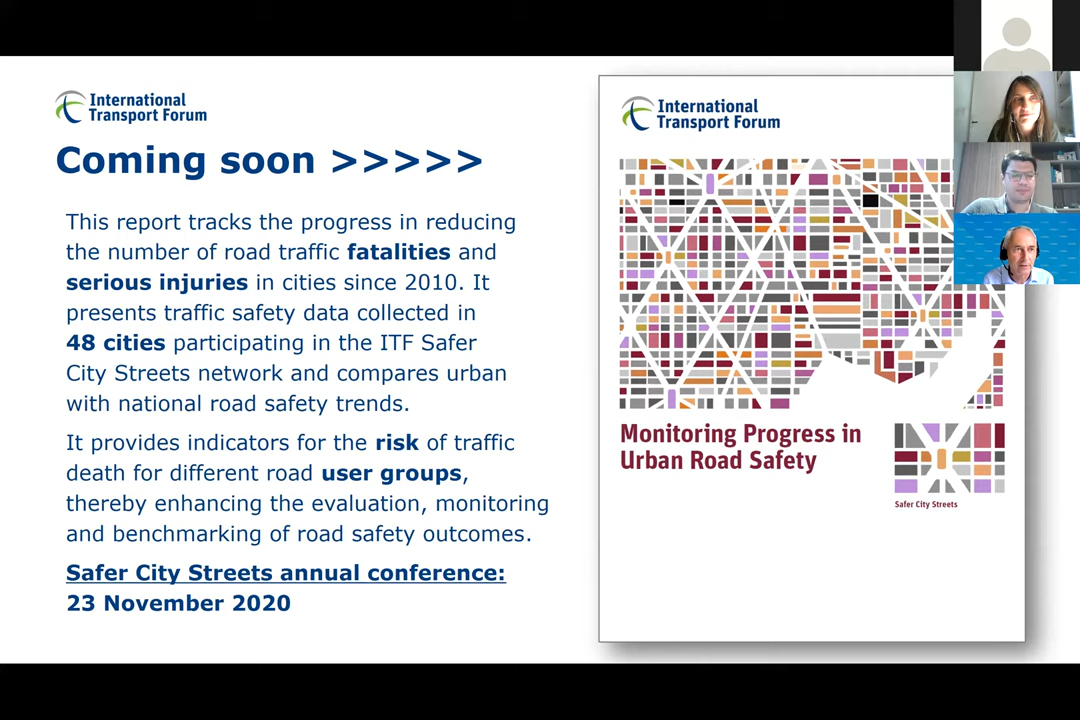 International
Transport Forum
Coming soon >>>>>
This report tracks the progress in reducing
the number of road traffic fatalities and
serious injuries in cities since 2010. It
presents traffic safety data collected in
48 cities participating in the ITF Safer
City Streets network and compares urban
with national road safety trends.
It provides indicators for the risk of traffic
death for different road user groups,
thereby enhancing the evaluation, monitoring
and benchmarking of road safety outcomes.
Safer City Streets annual conference:
23 November 2020
International
Transport Forum
Monitoring Progress in
Urban Road Safety
Safer City Streets